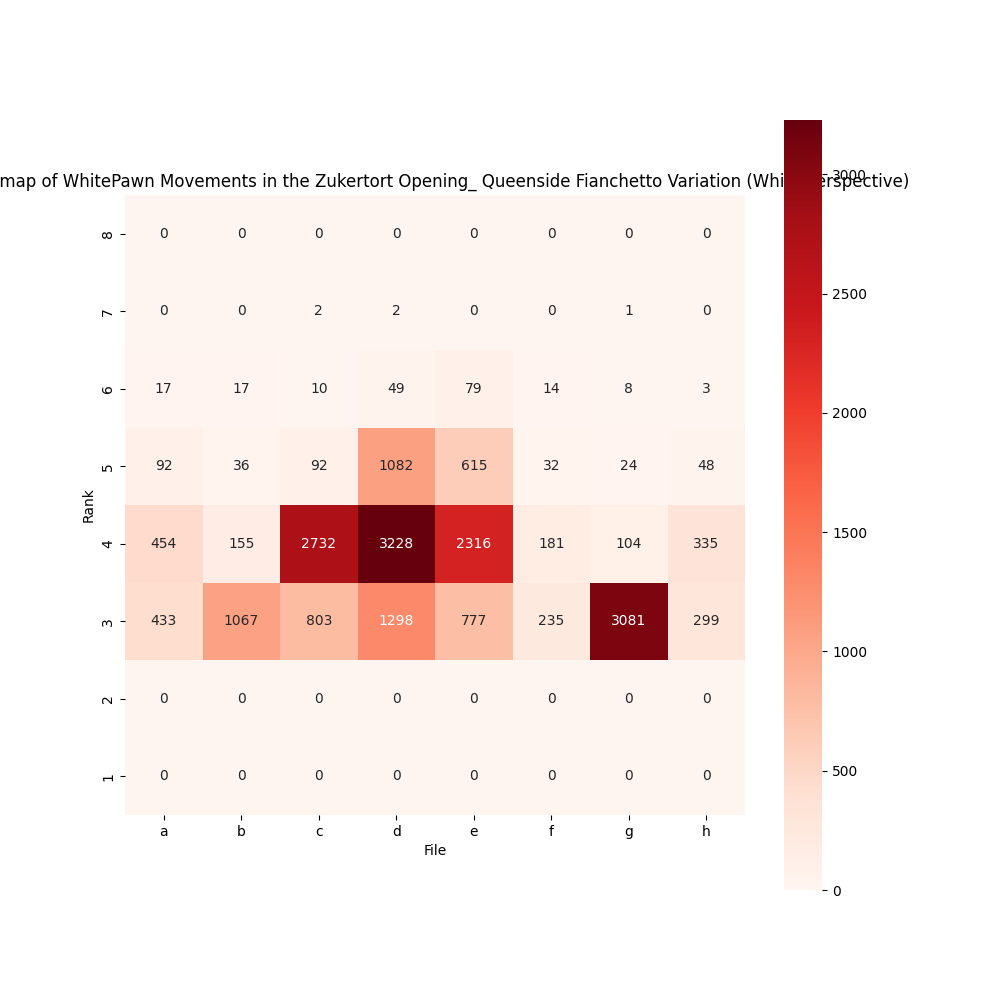 map of WhitePawn Movements in the Zukertort Opening_ Queenside Fianchetto Variation (Whi erspective)
8 0 0 0 0 0 0 0 0
7 0 0 2 2 0 0 1 0
6 17 17 10 49 79 14 8 3
5 92 36 92 1082 615 32 24 48
4 454 155 2732 3228 2316 181 104 335
3 433 1067 803 1298 777 235 3081 299
2 0 0 0 0 0 0 0 0
1 0 0 0 0 0 0 0 0
a b c d e f g h
File
Rank
3000
2500
2000
1500
1000
500
0